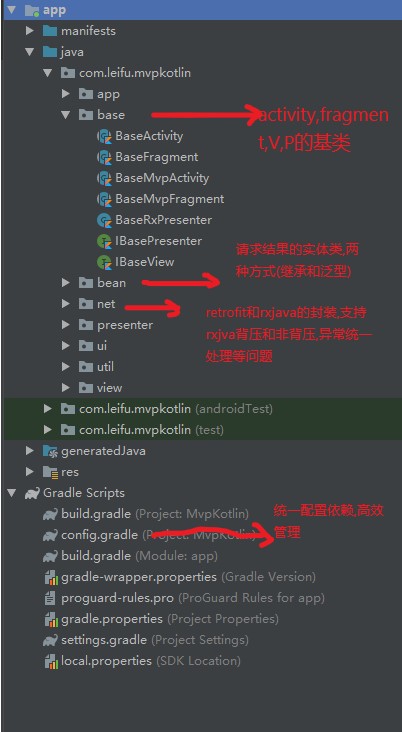 app
manifests
java
com.leifu.mvpkotlin
app
base
activity,fragmen
t,V,P的基类
BaseActivity
BaseFragment
BaseMvpActivity
BaseMvpFragment
BaseRxPresenter
IBasePresenter
IBaseView
请求结果的实体类,两
种方式(继承和泛型)
bean
net
retrofit和rxjava的封装,支持
rxjva背压和非背压,异常统一
处理等问题
presenter
ui
util
view
com.leifu.mvpkotlin (androidTest)
com.leifu.mvpkotlin (test)
generatedJava
res
Gradle Scripts
build.gradle (Project: MvpKotlin)
统一配置依赖,高效
管理
config.gradle (Project: MvpKotlin)
build.gradle (Module: app)
gradle-wrapper.properties (Gradle Version)
proguard-rules.pro (ProGuard Rules for app)
gradle.properties (Project Properties)
settings.gradle (Project Settings)
local.properties (SDK Location)